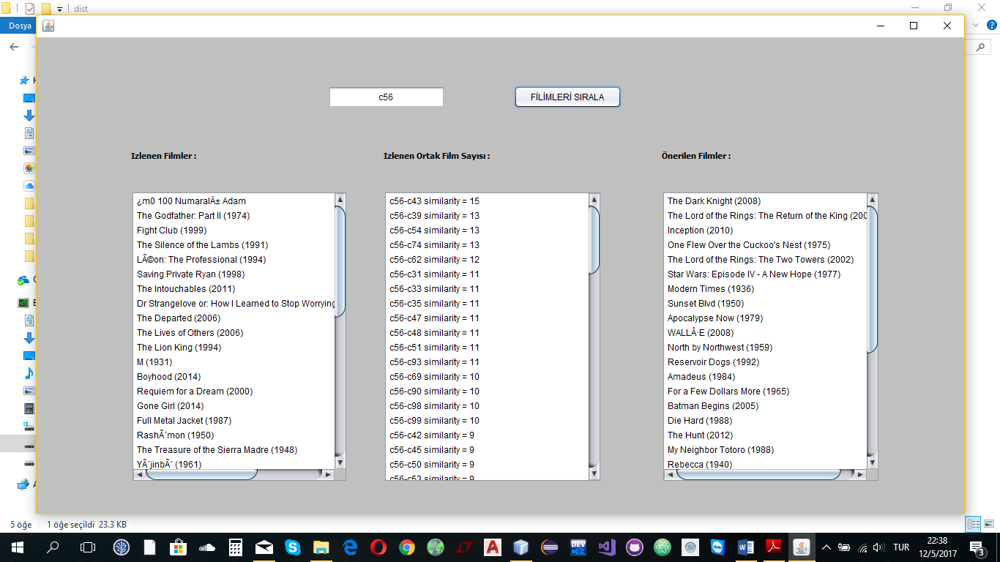 dist
Dosya
c56
FİLİMLERİ SIRALA
Izlenen Filmler :
¿m0 100 NumaralÄ± Adam
The Godfather: Part II (1974)
Fight Club (1999)
The Silence of the Lambs (1991)
LÃ©on: The Professional (1994)
Saving Private Ryan (1998)
The Intouchables (2011)
Dr Strangelove or: How I Learned to Stop Worrying
The Departed (2006)
The Lives of Others (2006)
The Lion King (1994)
M (1931)
Boyhood (2014)
Requiem for a Dream (2000)
Gone Girl (2014)
Full Metal Jacket (1987)
RashÃ´mon (1950)
The Treasure of the Sierra Madre (1948)
YÃ´jinbÃ´ (1961)
Izlenen Ortak Film Sayısı :
c56-c43 similarity = 15
c56-c39 similarity = 13
c56-c54 similarity = 13
c56-c74 similarity = 13
c56-c62 similarity = 12
c56-c31 similarity = 11
c56-c33 similarity = 11
c56-c35 similarity = 11
c56-c47 similarity = 11
c56-c48 similarity = 11
c56-c51 similarity = 11
c56-c93 similarity = 11
c56-c69 similarity = 10
c56-c90 similarity = 10
c56-c98 similarity = 10
c56-c99 similarity = 10
c56-c42 similarity = 9
c56-c45 similarity = 9
c56-c50 similarity = 9
c56-c53 similarity = 9
Önerilen Filmler :
The Dark Knight (2008)
The Lord of the Rings: The Return of the King (200
Inception (2010)
One Flew Over the Cuckoo's Nest (1975)
The Lord of the Rings: The Two Towers (2002)
Star Wars: Episode IV - A New Hope (1977)
Modern Times (1936)
Sunset Blvd (1950)
Apocalypse Now (1979)
WALLÂ·E (2008)
North by Northwest (1959)
Reservoir Dogs (1992)
Amadeus (1984)
For a Few Dollars More (1965)
Batman Begins (2005)
Die Hard (1988)
The Hunt (2012)
My Neighbor Totoro (1988)
Rebecca (1940)
5 öğe 1 öğe seçildi 23.3 KB
DEV
TUR
22:38
12/5/2017
3